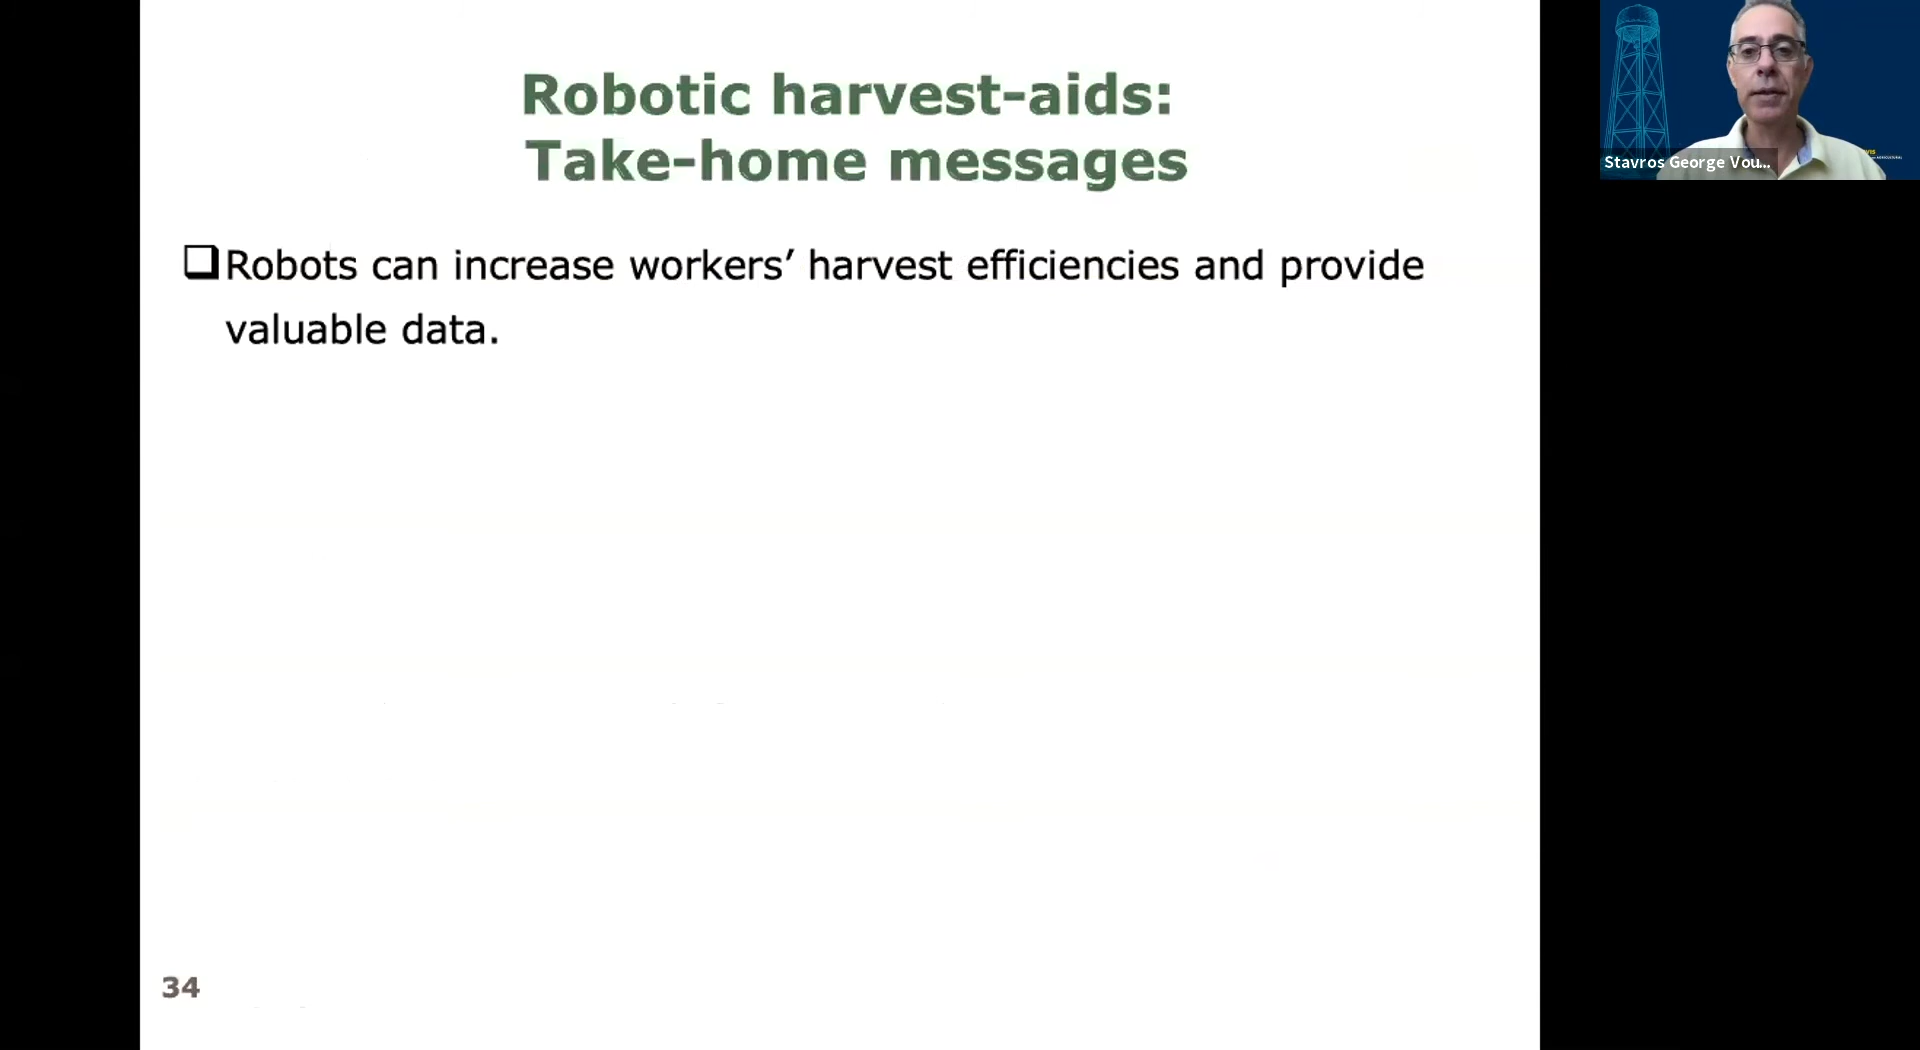 Robotic harvest-aids:
Take-home messages
Stavros George Vou...
Robots can increase workers’ harvest efficiencies and provide
valuable data.
34